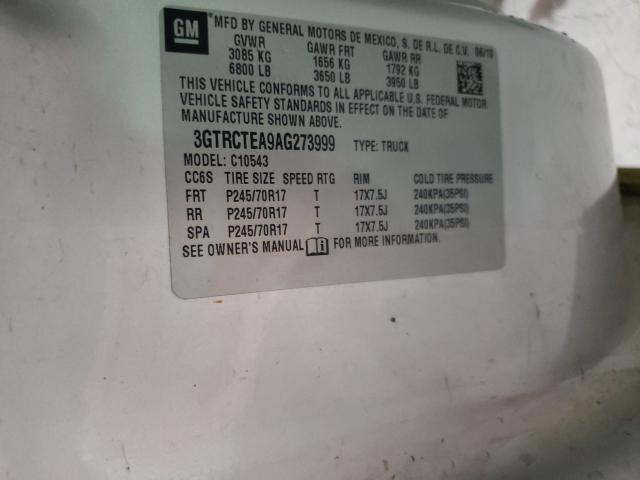 GM
MFD BY GENERAL MOTORS DE MEXICO, S. DE R.L. DE C.V. 06/10
GVWR GAWR FRT GAWR RR
3085 KG 1656 KG 1792 KG
6800 LB 3650 LB 3950 LB
THIS VEHICLE CONFORMS TO ALL APPLICABLE U.S. FEDERAL MOTOR
VEHICLE SAFETY STANDARDS IN EFFECT ON THE DATE OF
MANUFACTURE SHOWN ABOVE.
3GTRCTEA9AG273999 TYPE: TRUCK
MODEL: C10543
CC6S TIRE SIZE SPEED RTG RIM COLD TIRE PRESSURE
FRT P245/70R17 T 17X7.5J 240KPA(35PSI)
RR P245/70R17 T 17X7.5J 240KPA(35PSI)
SPA P245/70R17 T 17X7.5J 240KPA(35PSI)
SEE OWNER'S MANUAL FOR MORE INFORMATION.